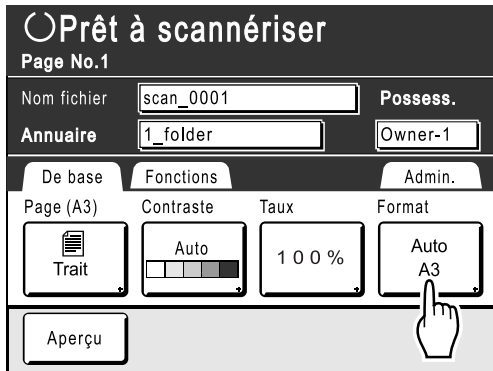 Prêt à scannériser
Page No.1
Nom fichier scan_0001 Possess.
Annuaire 1_folder Owner-1
De base Fonctions Admin.
Page (A3) Contraste Taux Format
Trait Auto 100% Auto
A3
Aperçu